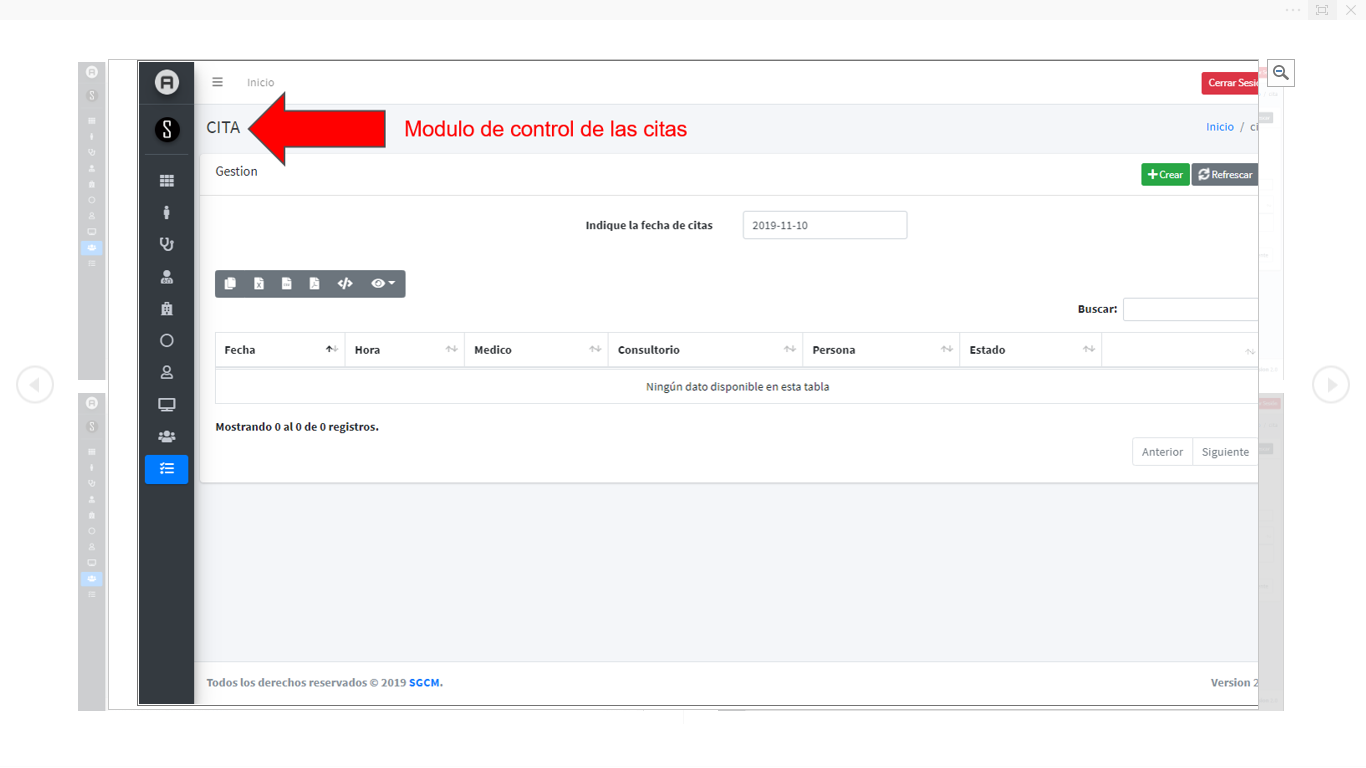 Inicio
Cerrar Sesi
CITA
Modulo de control de las citas
Inicio / ci
Gestion
Crear
Refrescar
Indique la fecha de citas
2019-11-10
Buscar:
Fecha Hora Medico Consultorio Persona Estado
Ningún dato disponible en esta tabla
Mostrando 0 al 0 de 0 registros.
Anterior Siguiente
Todos los derechos reservados © 2019 SGCM.
Version 2